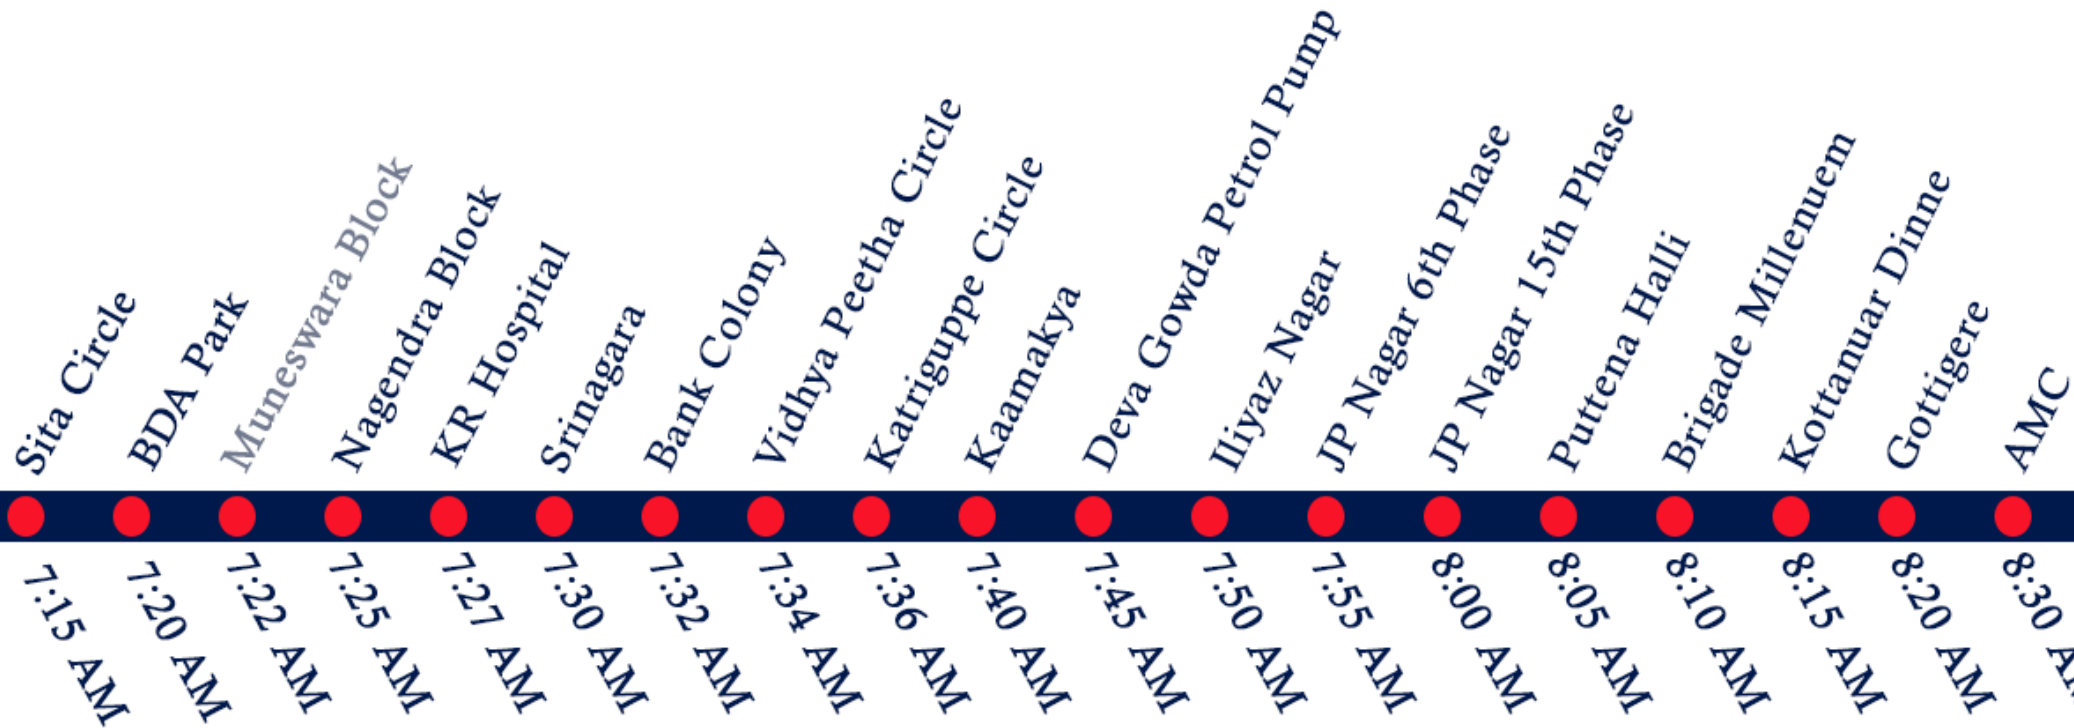 Sita Circle
BDA Park
Muneswara Block
Nagendra Block
KR Hospital
Srinagara
Bank Colony
Vidhya Peetha Circle
Katriguppe Circle
Kaamakya
Deva Gowda Petrol Pump
Iliyaz Nagar
JP Nagar 6th Phase
JP Nagar 15th Phase
Puttena Halli
Brigade Millenuem
Kottanuar Dinne
Gottigere
AMC
7:15 AM
7:20 AM
7:22 AM
7:25 AM
7:27 AM
7:30 AM
7:32 AM
7:34 AM
7:36 AM
7:40 AM
7:45 AM
7:50 AM
7:55 AM
8:00 AM
8:05 AM
8:10 AM
8:15 AM
8:20 AM
8:30 AM